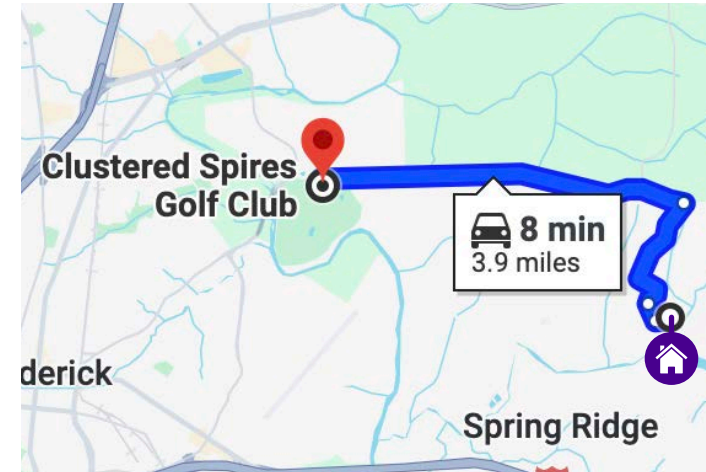 Clustered Spires
Golf Club
8 min
3.9 miles
derick
Spring Ridge